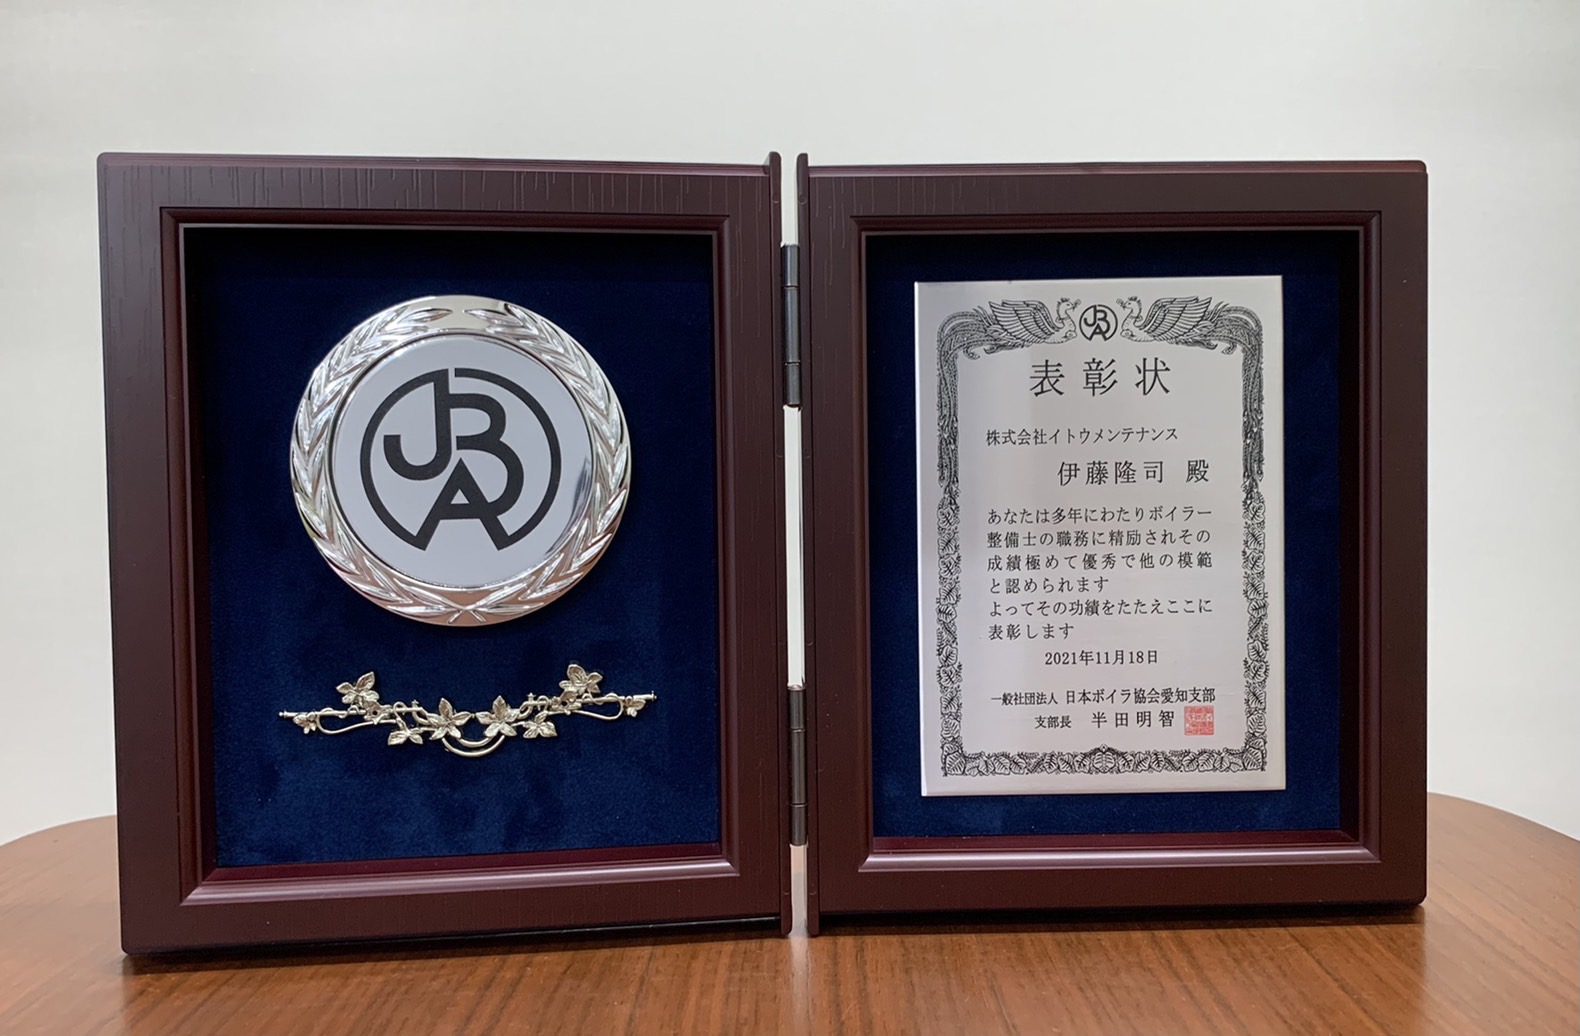 JBA
JBA
表彰状
株式会社イトウメンテナンス
伊藤隆司 殿
あなたは多年にわたりボイラー
整備士の職務に精励されその
成績極めて優秀で他の模範
と認められます
よってその功績をたたえここに
表彰します
2021年11月18日
一般社団法人 日本ボイラ協会愛知支部
支部長 半田明智